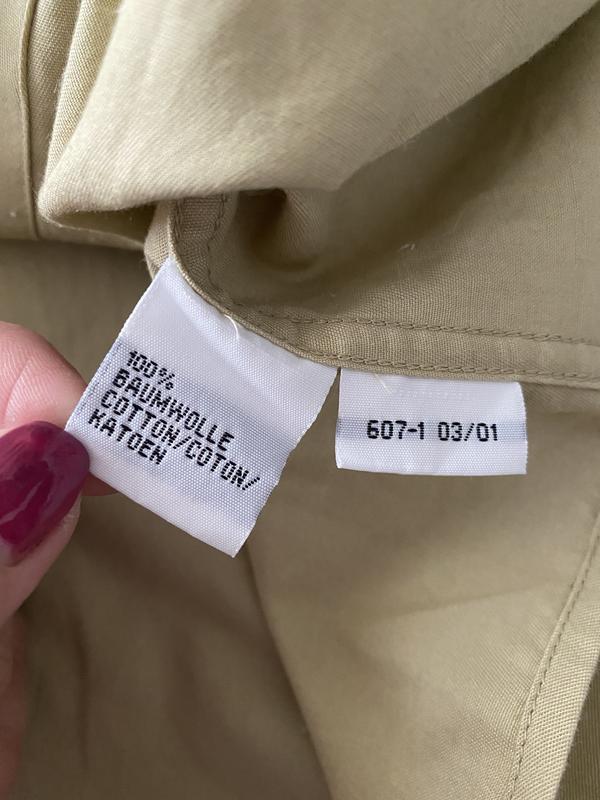 100%
BAUMWOLLE
COTTON/COTON/
KATOEN
607-1 03/01